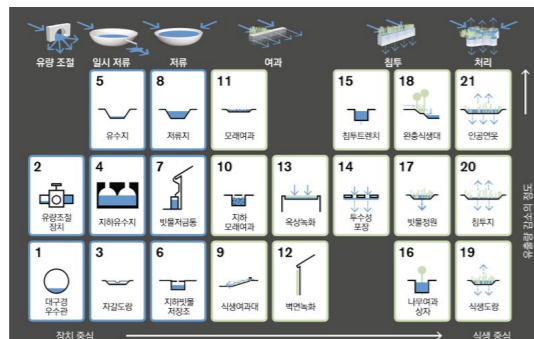 유량 조절
일시 저류
저류
여과
침투
처리
5
유수지
8
저류지
11
모래여과
15
침투트렌치
18
완충식생대
21
인공연못
2
유량조절
장치
4
지하유수지
7
빗물저금통
10
지하
모래여과
13
옥상녹화
14
투수성
포장
17
빗물정원
20
침투지
1
대구경
우수관
3
자갈도랑
6
지하빗물
저장조
9
식생여과대
12
벽면녹화
16
나무여과
상자
19
식생도랑
유출량 감소의 정도
장치 중심
식생 중심